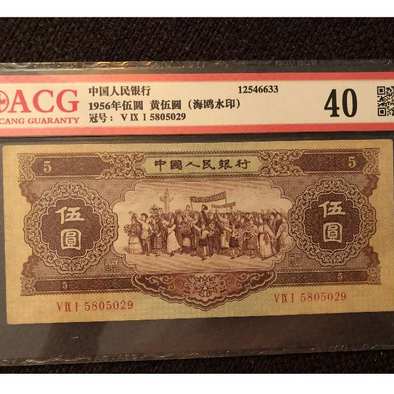 ACG
CANG GUARANTY
中国人民银行
12546633
1956年伍圆 黄伍圆（海鸥水印）
冠号： V IX I 5805029
40
5
中國人民銀行
5
伍圓
伍圓
5
5
V IX I 5805029
V IX I 5805029